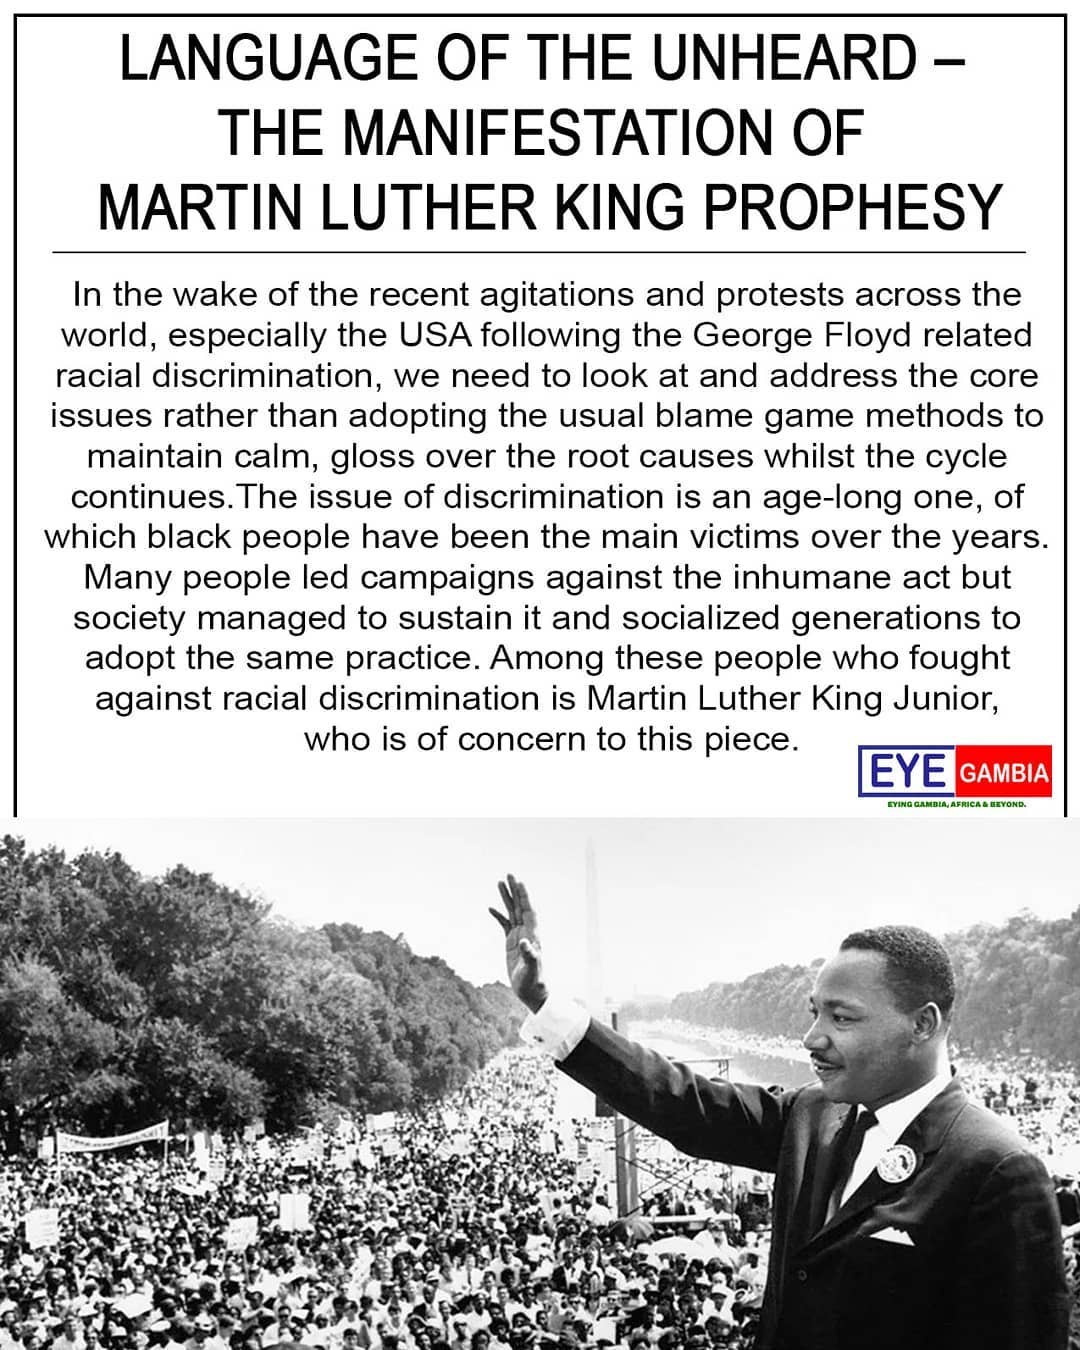 LANGUAGE OF THE UNHEARD –
THE MANIFESTATION OF
MARTIN LUTHER KING PROPHESY
In the wake of the recent agitations and protests across the
world, especially the USA following the George Floyd related
racial discrimination, we need to look at and address the core
issues rather than adopting the usual blame game methods to
maintain calm, gloss over the root causes whilst the cycle
continues.The issue of discrimination is an age-long one, of
which black people have been the main victims over the years.
Many people led campaigns against the inhumane act but
society managed to sustain it and socialized generations to
adopt the same practice. Among these people who fought
against racial discrimination is Martin Luther King Junior,
who is of concern to this piece.
EYE GAMBIA
EYING GAMBIA, AFRICA & BEYOND.